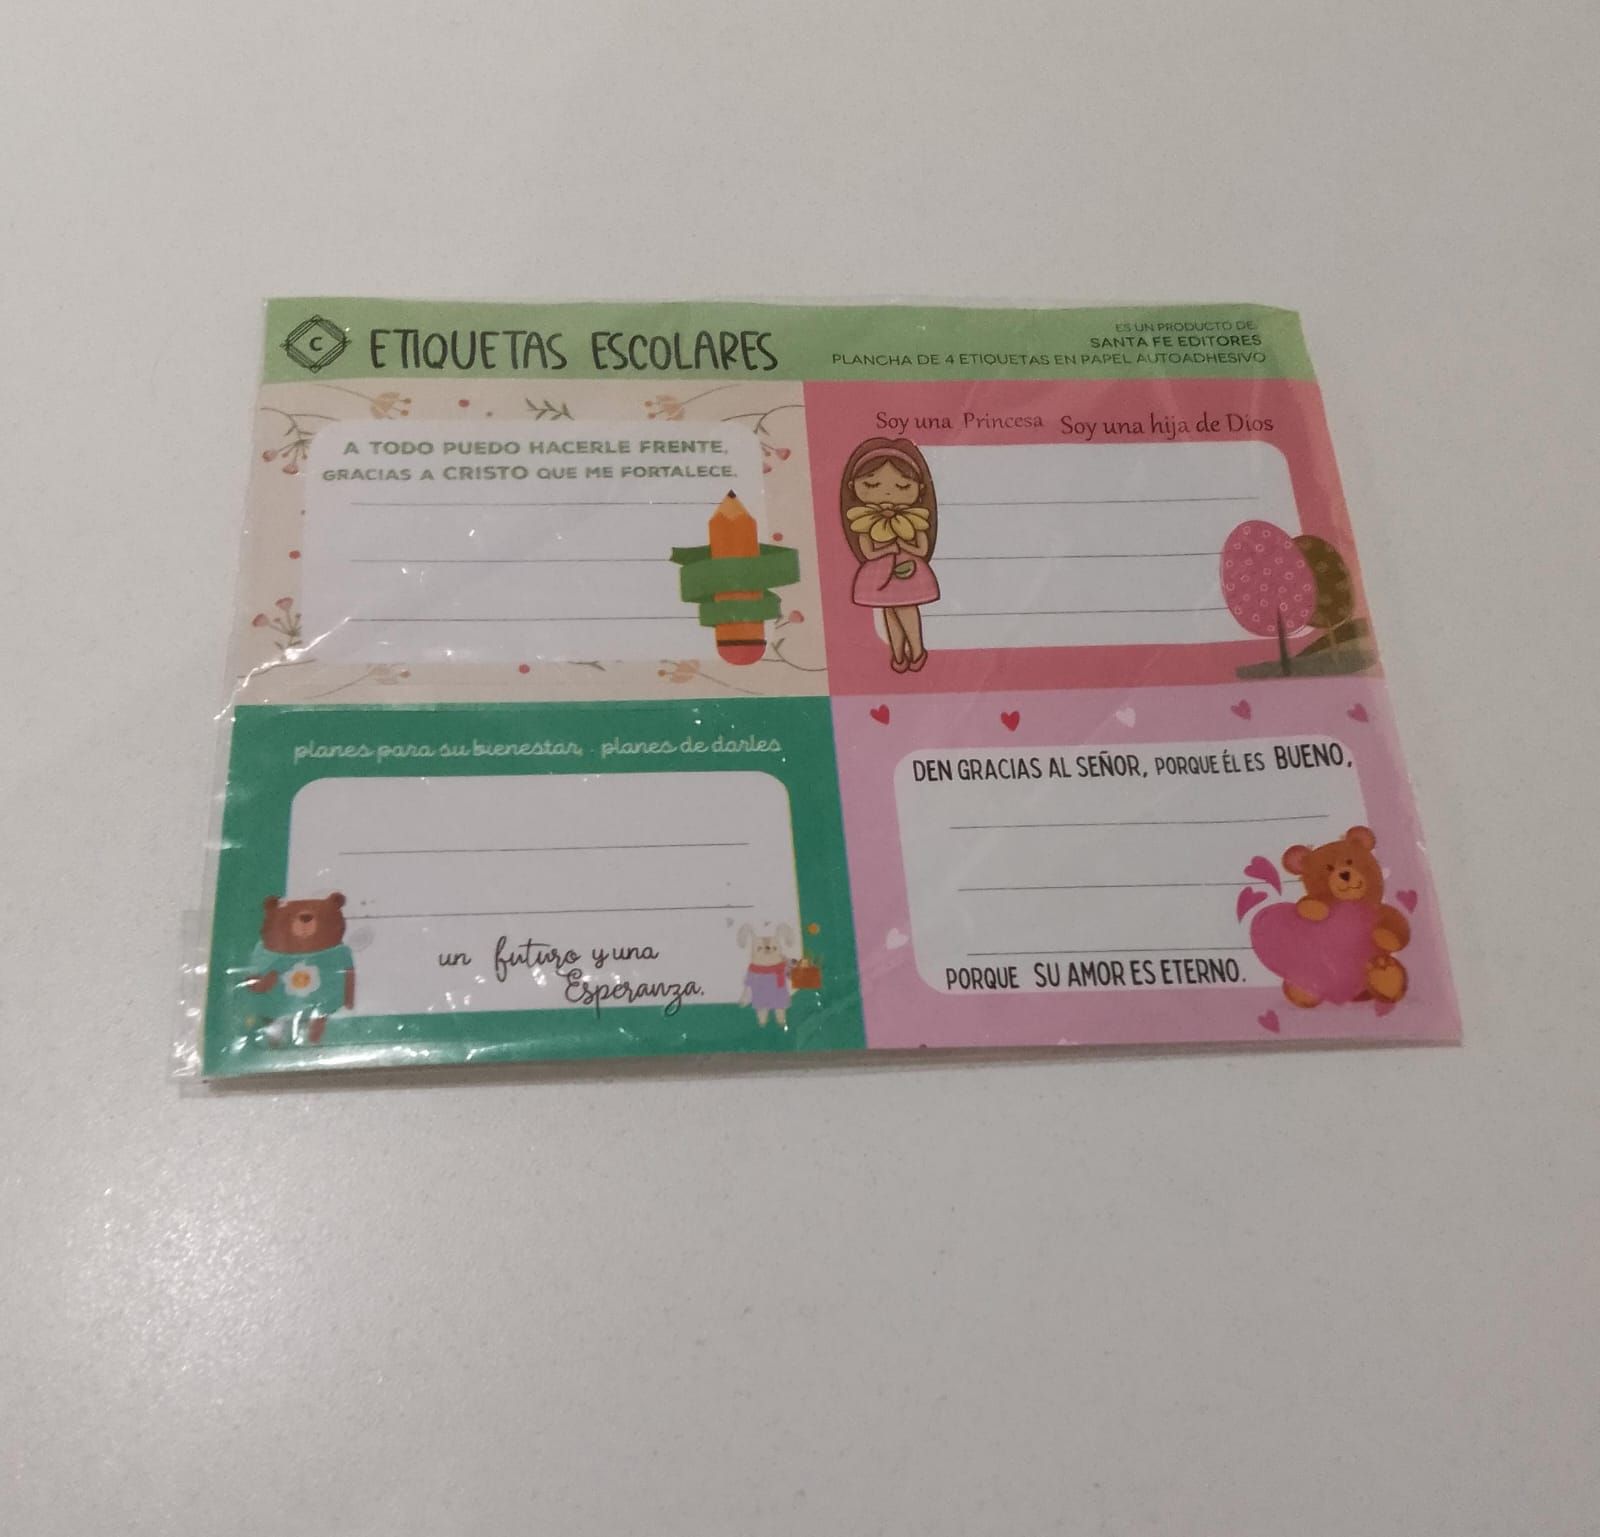 C
ETIQUETAS ESCOLARES
ES UN PRODUCTO DE:
SANTA FE EDITORES
PLANCHA DE 4 ETIQUETAS EN PAPEL AUTOADHESIVO
A TODO PUEDO HACERLE FRENTE,
GRACIAS A CRISTO QUE ME FORTALECE.
Soy una Princesa Soy una hija de Dios
planes para su bienestar, planes de darles
un futuro y una
Esperanza.
DEN GRACIAS AL SEÑOR, PORQUE ÉL ES BUENO,
PORQUE SU AMOR ES ETERNO.